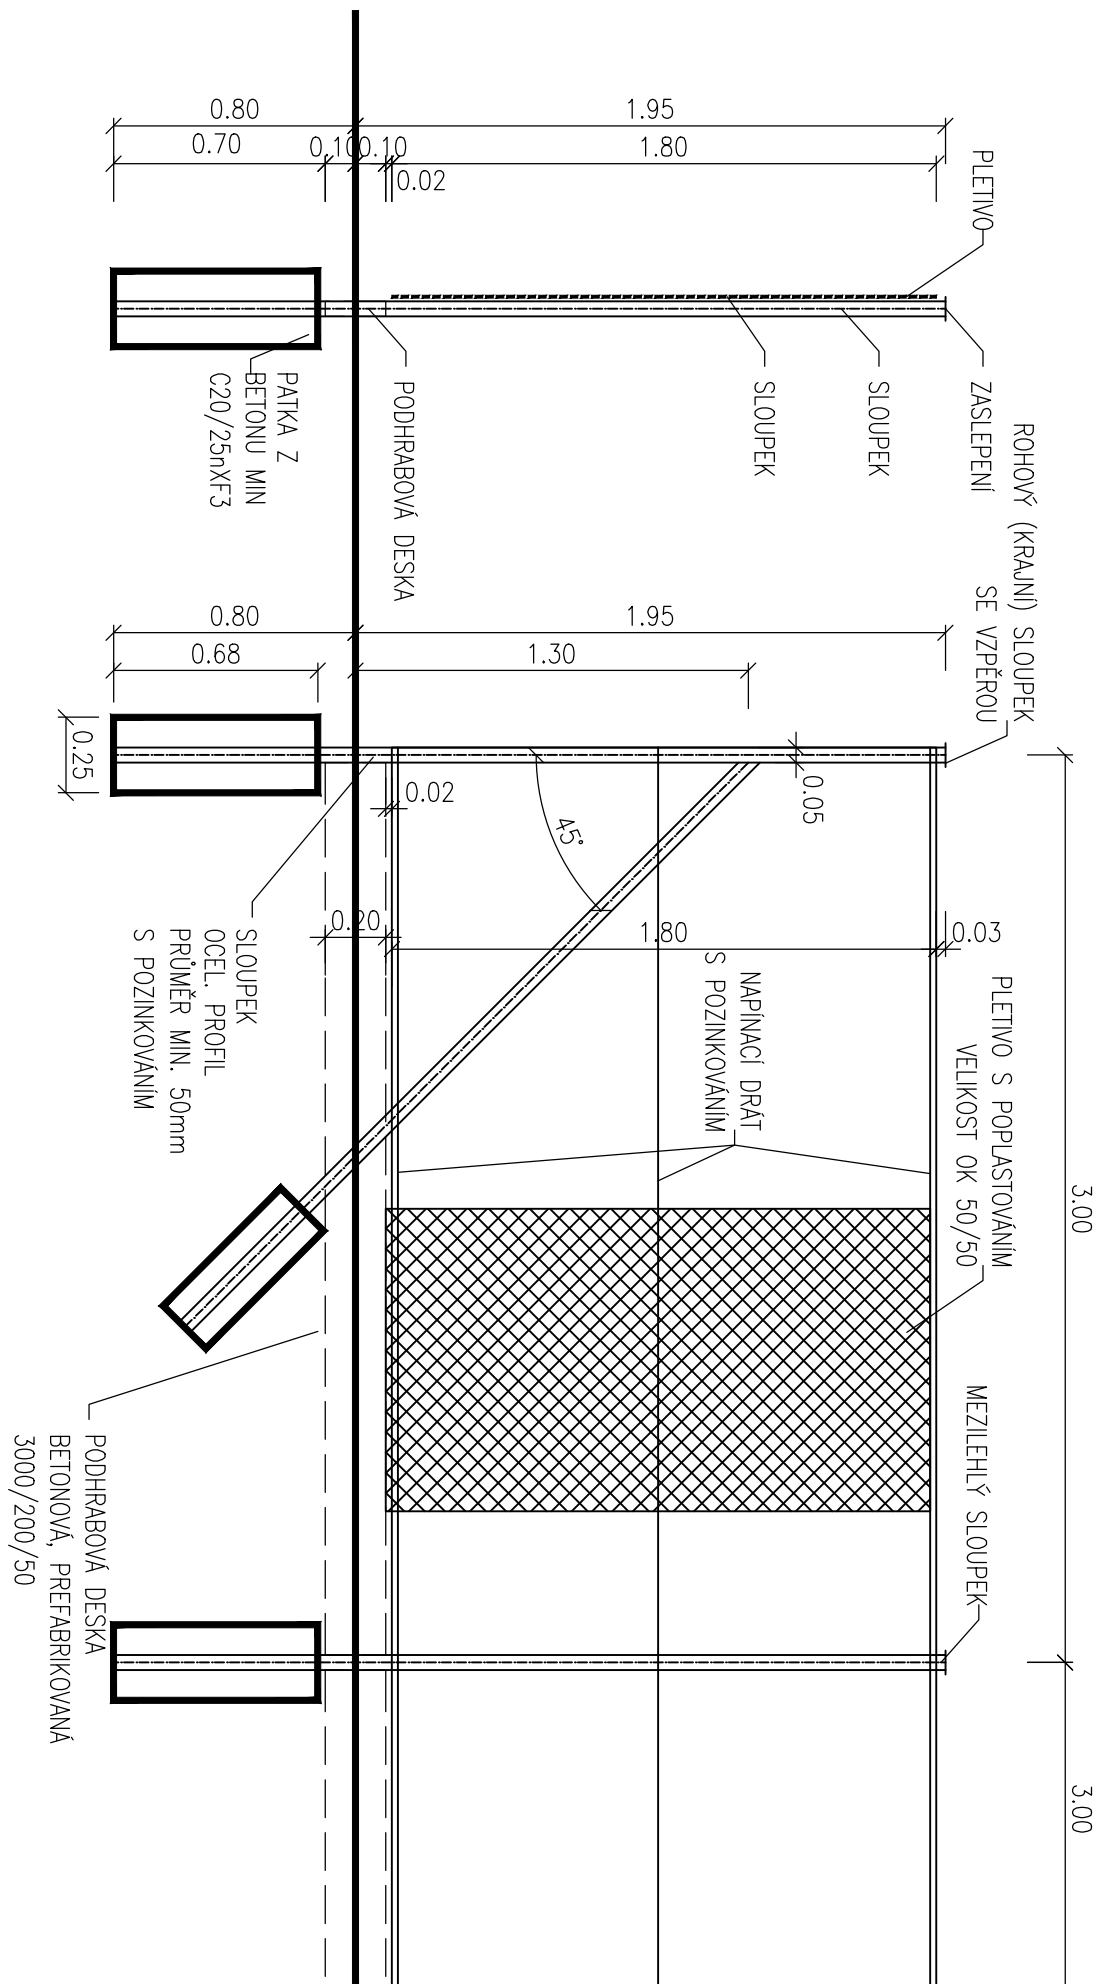 0.80
1.95
0.70
0.10
0.10
1.80
0.02
PLETIVO
ZASLEPENÍ
SLOUPEK
SLOUPEK
PODHRABOVÁ DESKA
PATKA Z
BETONU MIN
C20/25nXF3
ROHOVÝ (KRAJNÍ) SLOUPEK
SE VZPĚROU
0.80
1.95
0.68
1.30
0.25
0.05
0.02
45°
0.20
1.80
0.03
SLOUPEK
OCEL. PROFIL
PRŮMĚR MIN. 50mm
S POZINKOVÁNÍM
NAPÍNACÍ DRÁT
S POZINKOVÁNÍM
PLETIVO S POPLASTOVÁNÍM
VELIKOST OK 50/50
3.00
MEZILEHLÝ SLOUPEK
PODHRABOVÁ DESKA
BETONOVÁ, PREFABRIKOVANÁ
3000/200/50
3.00